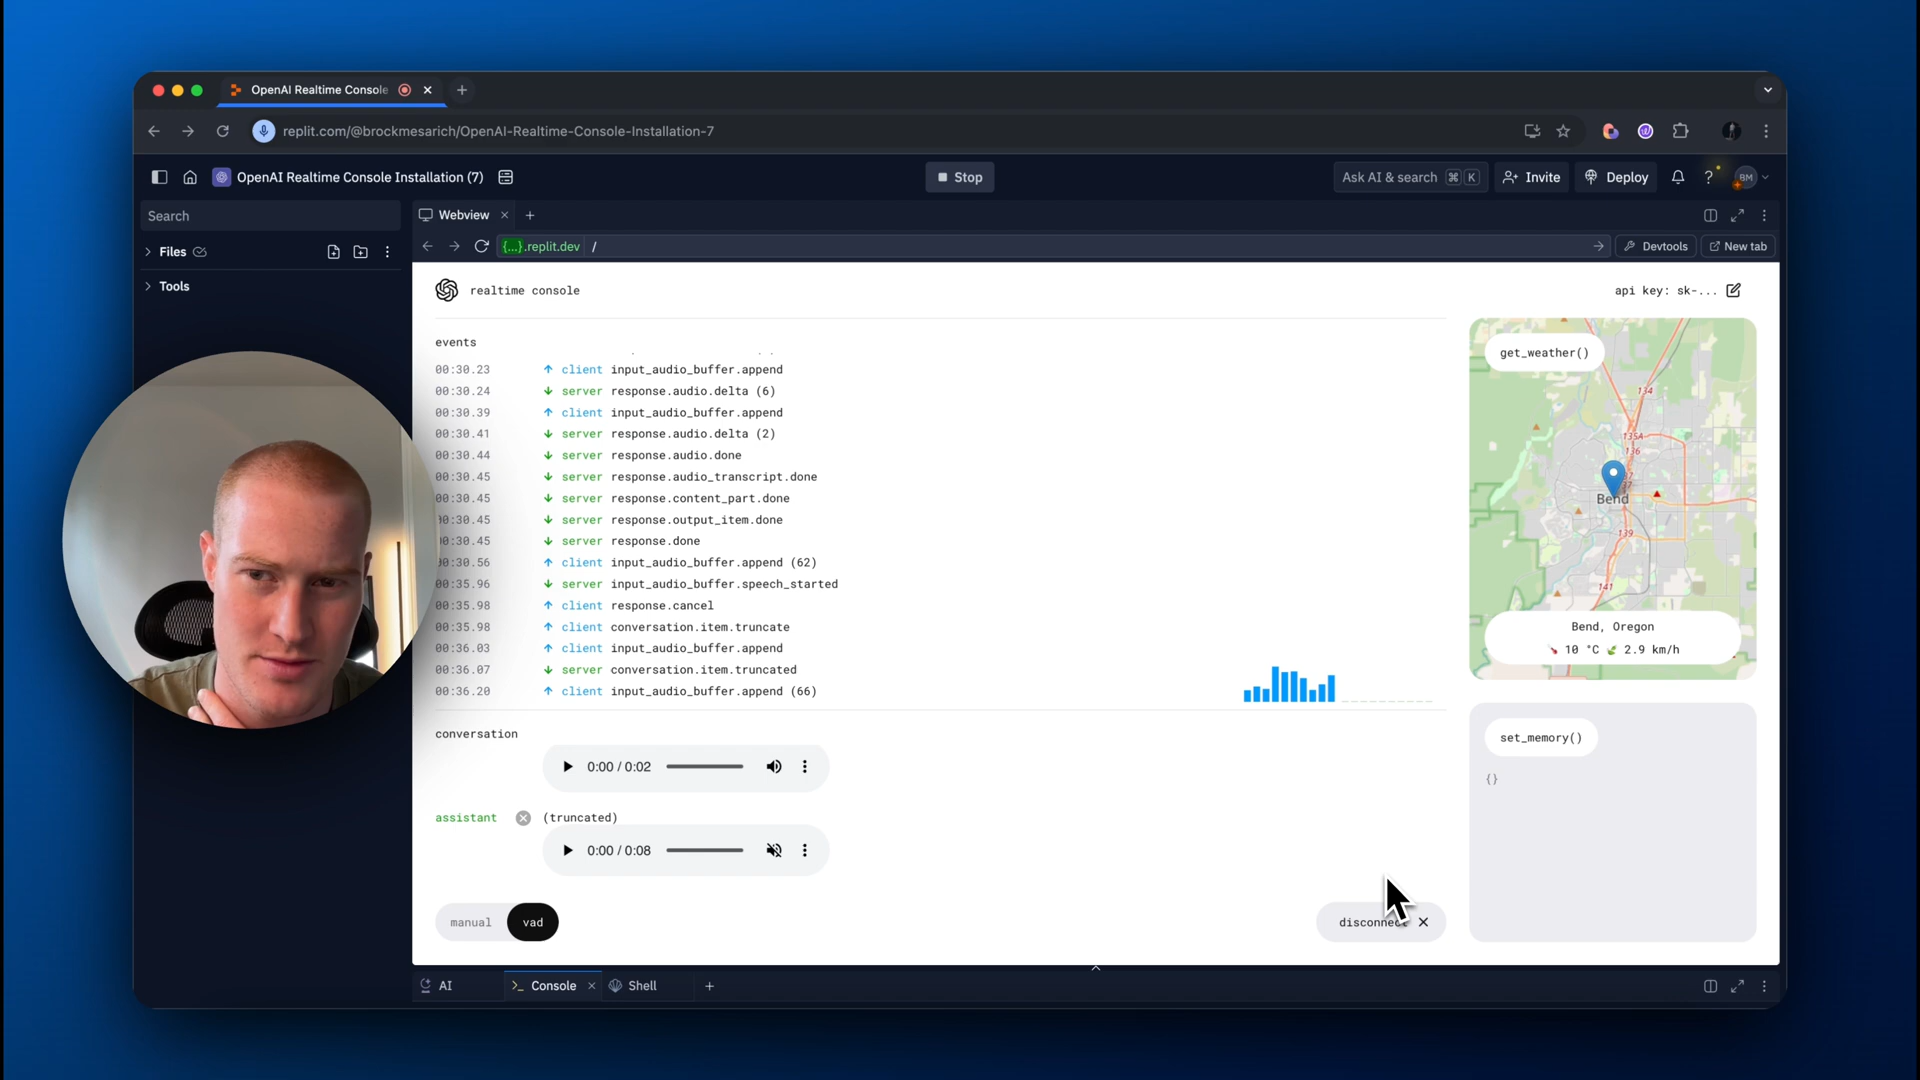 OpenAI Realtime Console
replit.com/@brockmesarich/OpenAI-Realtime-Console-Installation-7
OpenAI Realtime Console Installation (7)
Stop
Ask AI & search ⌘ K
Invite
Deploy
?
BM
Search
Webview
Files
{...}.replit.dev /
Devtools
New tab
Tools
realtime console
api key: sk-...
events
00:30.23 ↑ client input_audio_buffer.append
00:30.24 ↓ server response.audio.delta (6)
00:30.39 ↑ client input_audio_buffer.append
00:30.41 ↓ server response.audio.delta (2)
00:30.44 ↓ server response.audio.done
00:30.45 ↓ server response.audio_transcript.done
00:30.45 ↓ server response.content_part.done
00:30.45 ↓ server response.output_item.done
00:30.45 ↓ server response.done
00:30.56 ↑ client input_audio_buffer.append (62)
00:35.96 ↓ server input_audio_buffer.speech_started
00:35.98 ↑ client response.cancel
00:35.98 ↑ client conversation.item.truncate
00:36.03 ↑ client input_audio_buffer.append
00:36.07 ↓ server conversation.item.truncated
00:36.20 ↑ client input_audio_buffer.append (66)
get_weather()
134
135A
136
Bend
139
141
Bend, Oregon
10 °C 2.9 km/h
conversation
0:00 / 0:02
assistant (truncated)
0:00 / 0:08
set_memory()
{}
manual vad
disconnect
AI
Console
Shell